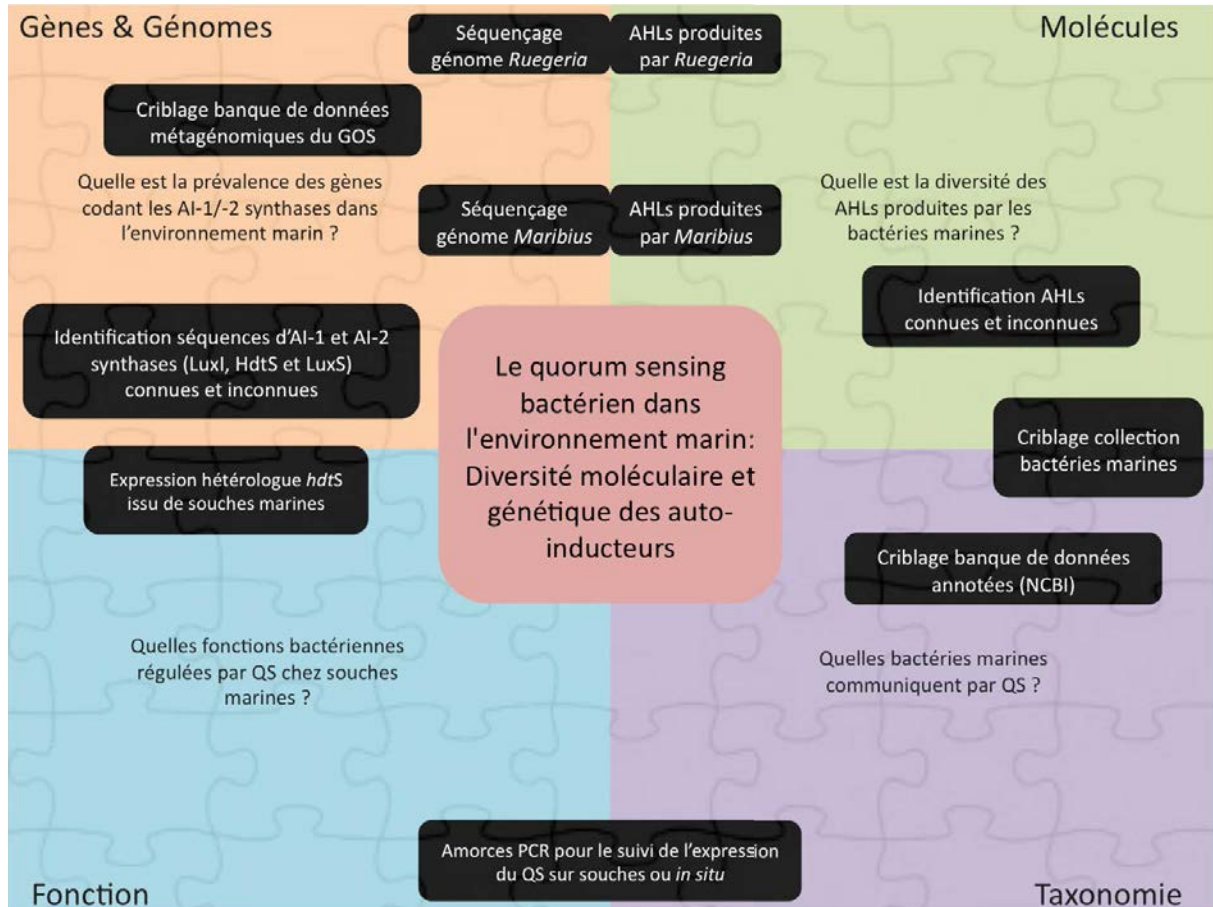 Gènes & Génomes
Séquençage
génome Ruegeria
AHLs produites
par Ruegeria
Molécules
Criblage banque de données
métagénomiques du GOS
Quelle est la prévalence des gènes
codant les AI-1/-2 synthases dans
l'environnement marin ?
Séquençage
génome Maribius
AHLs produites
par Maribius
Quelle est la diversité des
AHLs produites par les
bactéries marines ?
Identification AHLs
connues et inconnues
Identification séquences d'AI-1 et AI-2
synthases (LuxI, HdtS et LuxS)
connues et inconnues
Le quorum sensing
bactérien dans
l'environnement marin:
Diversité moléculaire et
génétique des auto-
inducteurs
Criblage collection
bactéries marines
Expression hétérologue hdtS
issu de souches marines
Criblage banque de données
annotées (NCBI)
Quelles fonctions bactériennes
régulées par QS chez souches
marines ?
Quelles bactéries marines
communiquent par QS ?
Amorces PCR pour le suivi de l'expression
du QS sur souches ou in situ
Fonction
Taxonomie